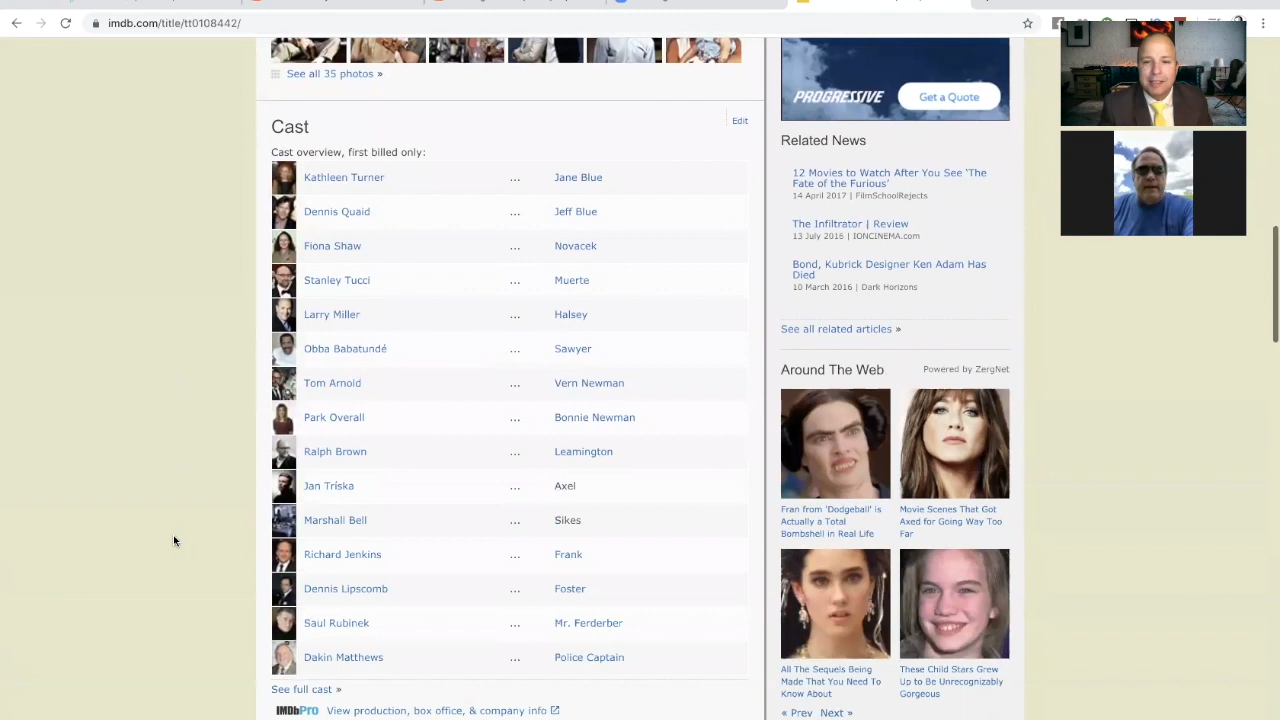 imdb.com/title/tt0108442/
See all 35 photos »
Cast
Edit
Cast overview, first billed only:
Kathleen Turner ... Jane Blue
Dennis Quaid ... Jeff Blue
Fiona Shaw ... Novacek
Stanley Tucci ... Muerte
Larry Miller ... Halsey
Obba Babatundé ... Sawyer
Tom Arnold ... Vern Newman
Park Overall ... Bonnie Newman
Ralph Brown ... Leamington
Jan Tríska ... Axel
Marshall Bell ... Sikes
Richard Jenkins ... Frank
Dennis Lipscomb ... Foster
Saul Rubinek ... Mr. Ferderber
Dakin Matthews ... Police Captain
See full cast »
IMDbPro View production, box office, & company info
PROGRESSIVE Get a Quote
Related News
12 Movies to Watch After You See ‘The
Fate of the Furious’
14 April 2017 | FilmSchoolRejects
The Infiltrator | Review
13 July 2016 | IONCINEMA.com
Bond, Kubrick Designer Ken Adam Has
Died
10 March 2016 | Dark Horizons
See all related articles »
Around The Web
Powered by ZergNet
Fran from 'Dodgeball' is
Actually a Total
Bombshell in Real Life
Movie Scenes That Got
Axed for Going Way Too
Far
All The Sequels Being
Made That You Need To
Know About
These Child Stars Grew
Up to Be Unrecognizably
Gorgeous
« Prev Next »